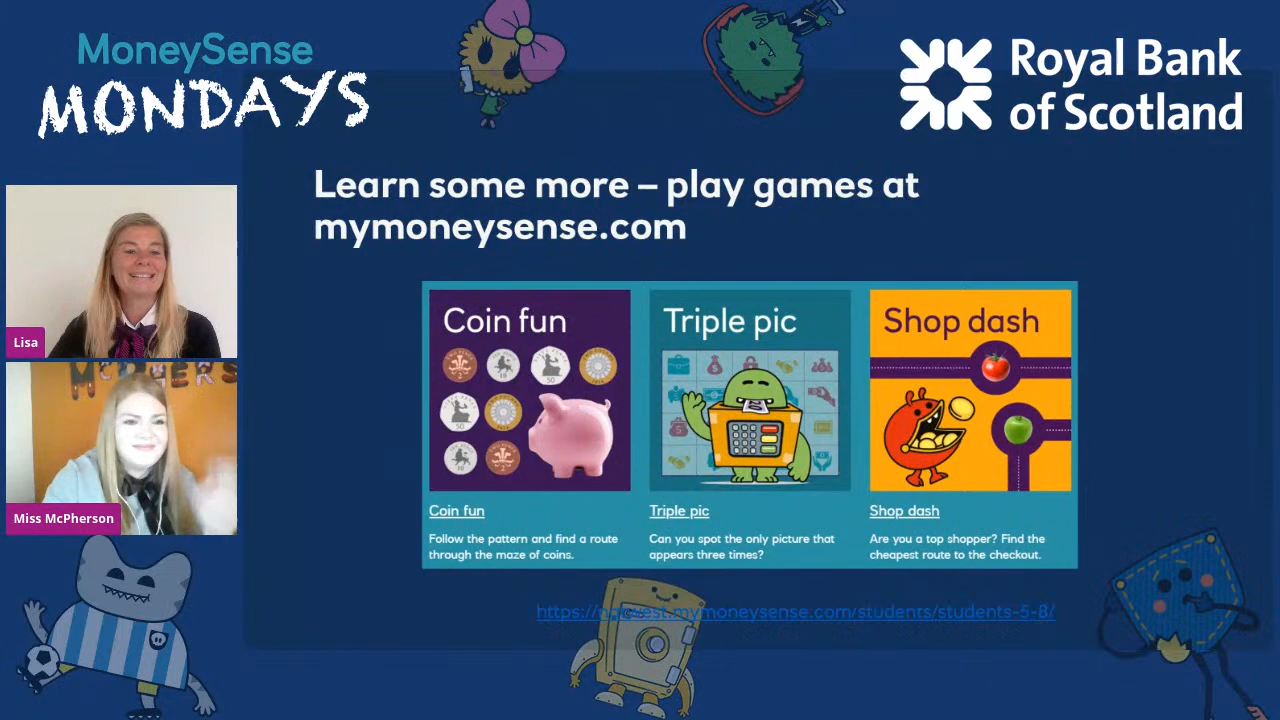 MoneySense
MONDAYS
Royal Bank
of Scotland
Learn some more – play games at
mymoneysense.com
Lisa
McPHERS
Miss McPherson
Coin fun
Triple pic
Shop dash
Coin fun
Triple pic
Shop dash
Follow the pattern and find a route
through the maze of coins.
Can you spot the only picture that
appears three times?
Are you a top shopper? Find the
cheapest route to the checkout.
https://natwest.mymoneysense.com/students/students-5-8/